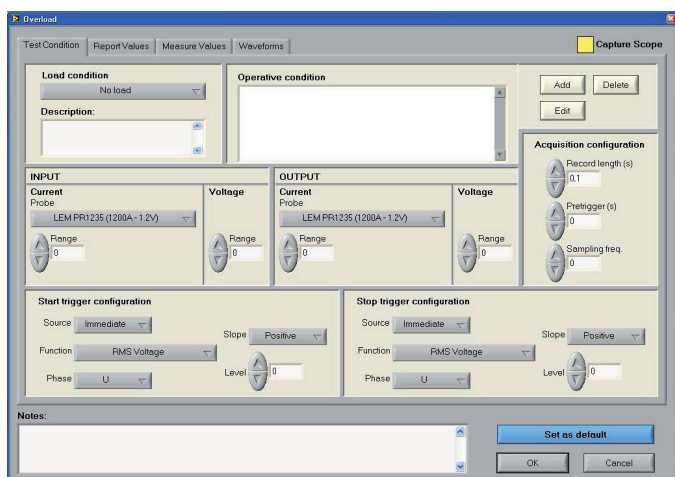 Overload
Test Condition
Report Values
Measure Values
Waveforms
Capture Scope
Load condition
No load
Description:
Operative condition
Add
Delete
Edit
Acquisition configuration
Record length (s)
0,1
Pretrigger (s)
0
Sampling freq.
0
INPUT
Current
Probe
LEM PR1235 (1200A - 1.2V)
Range
0
Voltage
Range
0
OUTPUT
Current
Probe
LEM PR1235 (1200A - 1.2V)
Range
0
Voltage
Range
0
Start trigger configuration
Source
Immediate
Function
RMS Voltage
Phase
U
Slope
Positive
Level
0
Stop trigger configuration
Source
Immediate
Function
RMS Voltage
Phase
U
Slope
Positive
Level
0
Notes:
Set as default
OK
Cancel